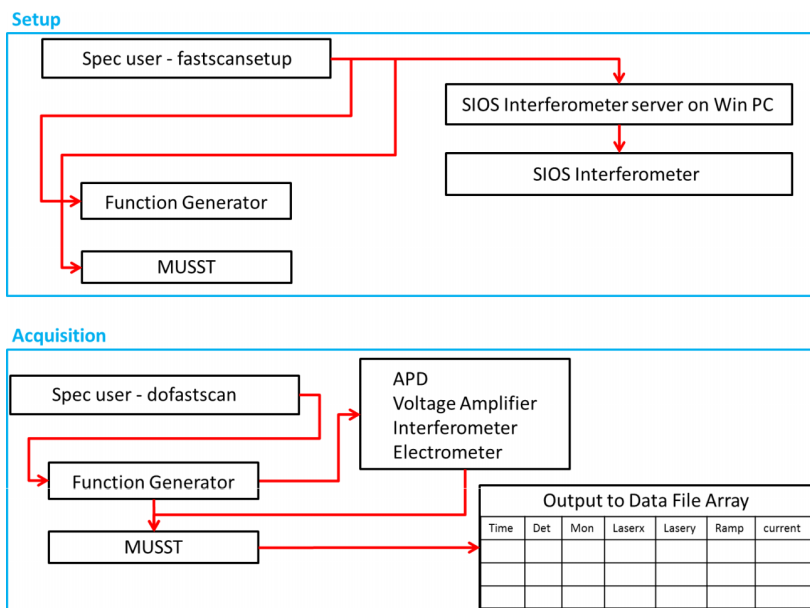 Setup
Spec user - fastscansetup
SIOS Interferometer server on Win PC
SIOS Interferometer
Function Generator
MUSST
Acquisition
Spec user - dofastscan
APD
Voltage Amplifier
Interferometer
Electrometer
Function Generator
MUSST
Output to Data File Array
Time Det Mon Laserx Lasery Ramp current